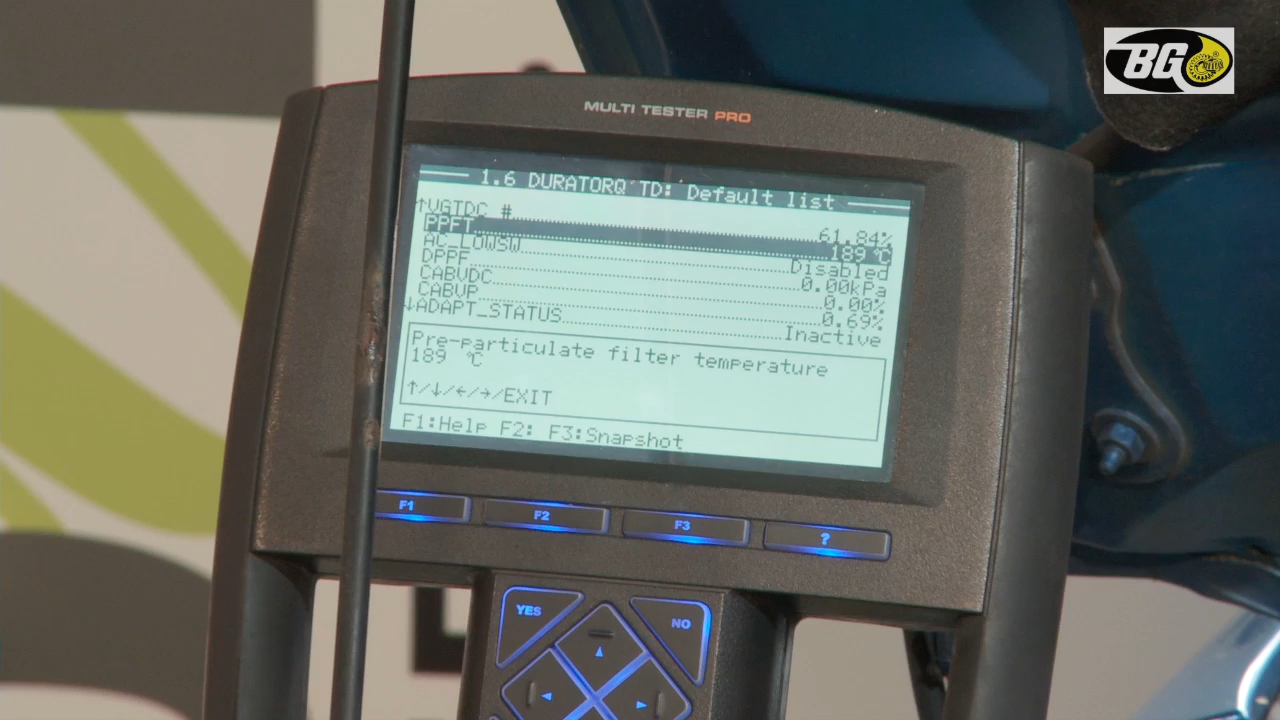 BG
MULTI TESTER PRO
1.6 DURATORQ TD: Default list
↑VGTDC # 61.84%
PPFT 189 °C
AC_LOWSW Disabled
DPPF 0.00kPa
CABVDC 0.00%
CABVP 0.69%
↓ADAPT_STATUS Inactive
Pre-particulate filter temperature
189 °C
↑/↓/←/→/EXIT
F1:Help F2: F3:Snapshot
F1 F2 F3 ?
YES NO